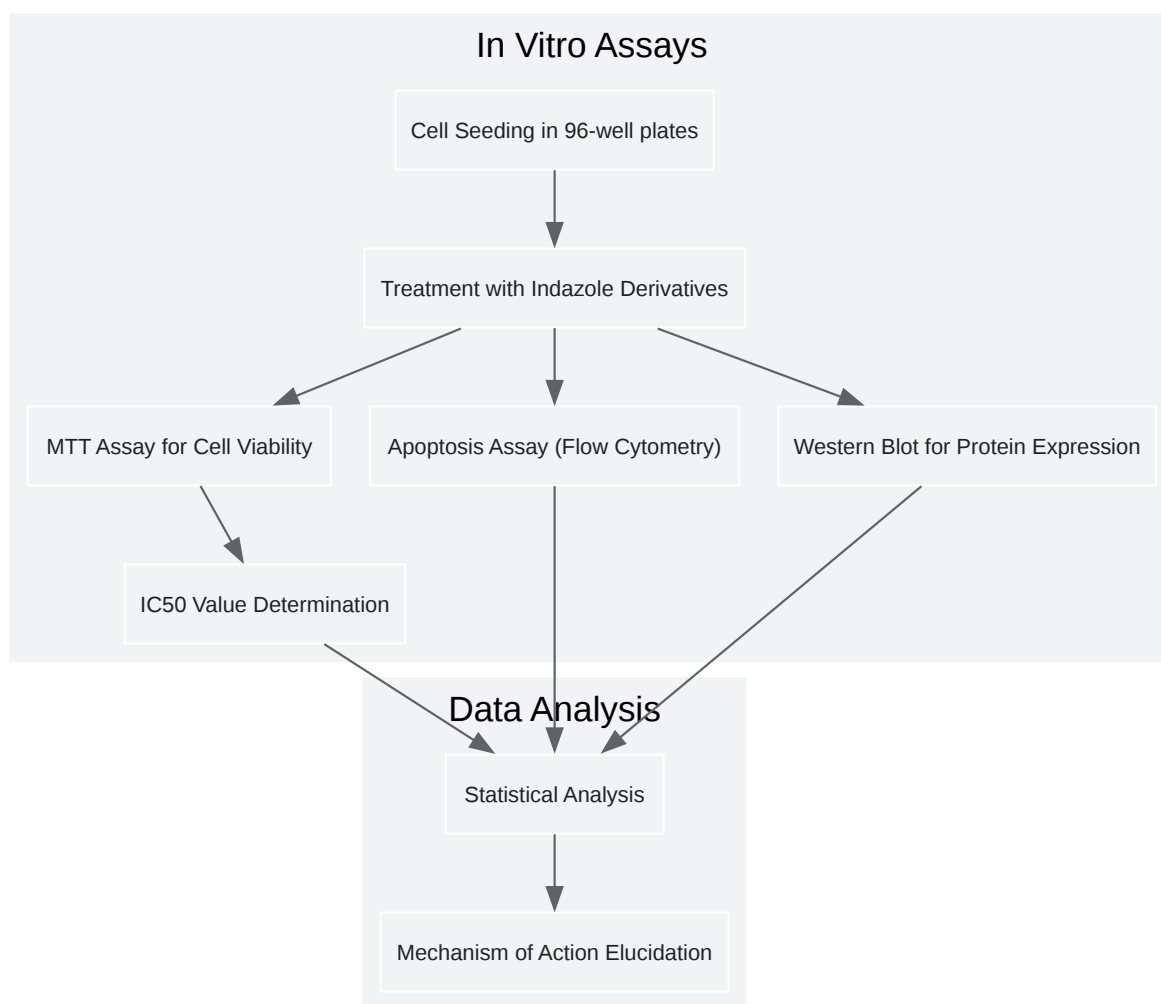 In Vitro Assays
Cell Seeding in 96-well plates
Treatment with Indazole Derivatives
MTT Assay for Cell Viability
Apoptosis Assay (Flow Cytometry)
Western Blot for Protein Expression
IC50 Value Determination
Data Analysis
Statistical Analysis
Mechanism of Action Elucidation